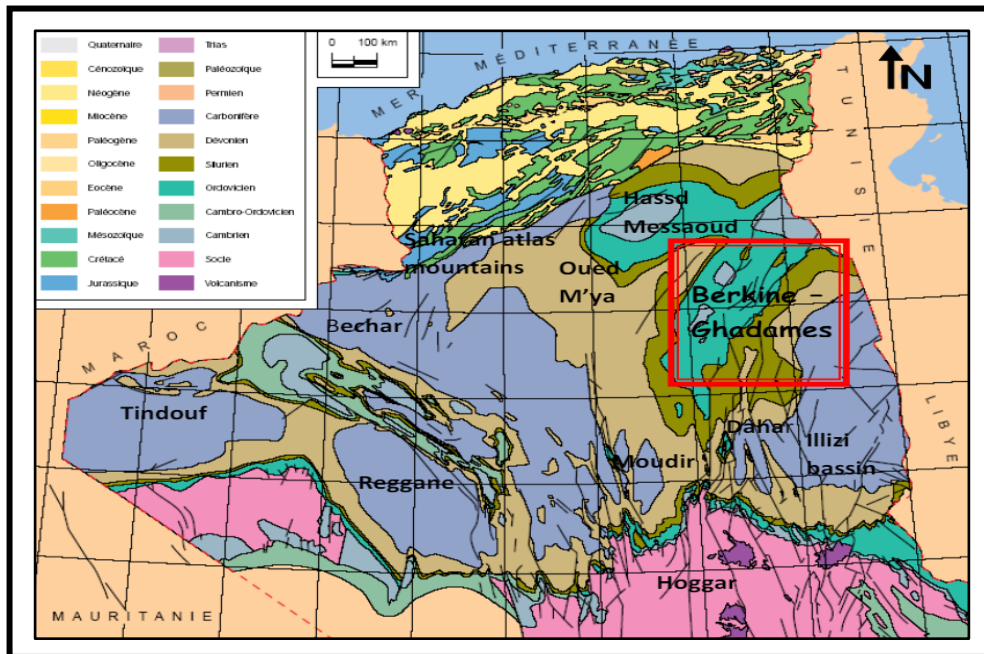 Quaternaire
Cénozoïque
Néogène
Miocène
Paléogène
Oligocène
Eocène
Paléocène
Mésozoïque
Crétacé
Jurassique
Trias
Paléozoïque
Permien
Carbonifère
Dévonien
Silurien
Ordovicien
Cambro-Ordovicien
Cambrien
Socle
Volcanisme
0 100 km
MER MÉDITERRANÉE
N
TUNISIE
Hassd
Messaoud
Saharan atlas
mountains
Oued
M'ya
Berkine –
Ghadames
Bechar
MAROC
Tindouf
Reggane
Moudir
Dahar
Illizi
bassin
LIBYE
Hoggar
MAURITANIE